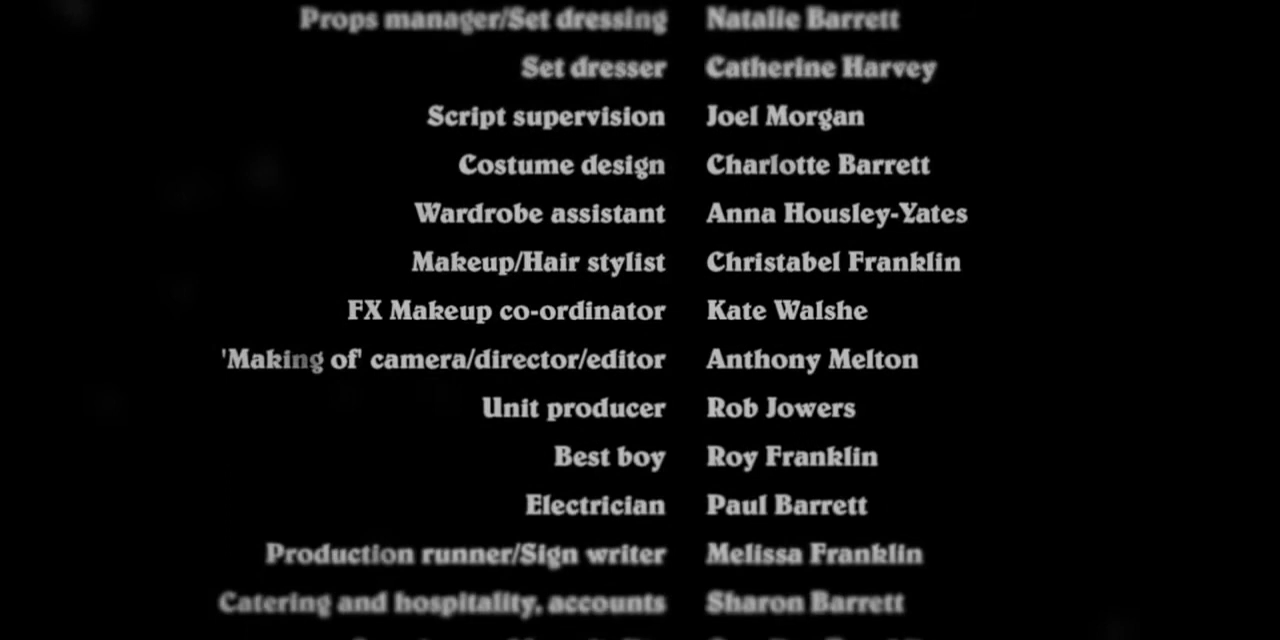 Props manager/Set dressing Natalie Barrett
Set dresser Catherine Harvey
Script supervision Joel Morgan
Costume design Charlotte Barrett
Wardrobe assistant Anna Housley-Yates
Makeup/Hair stylist Christabel Franklin
FX Makeup co-ordinator Kate Walshe
'Making of' camera/director/editor Anthony Melton
Unit producer Rob Jowers
Best boy Roy Franklin
Electrician Paul Barrett
Production runner/Sign writer Melissa Franklin
Catering and hospitality, accounts Sharon Barrett